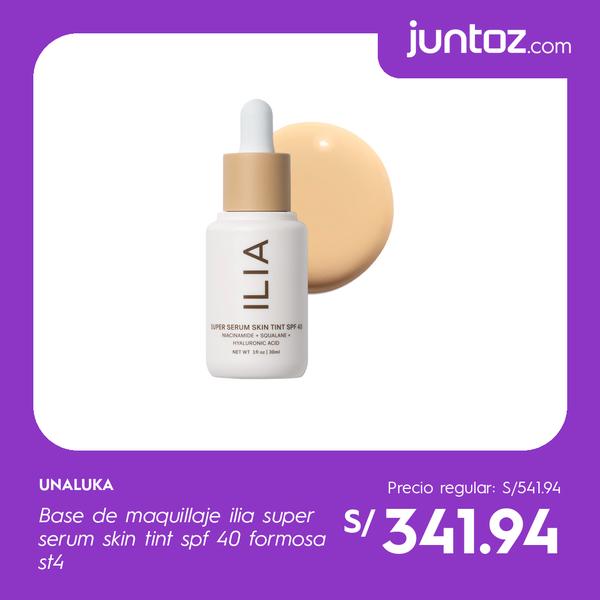 juntoz.com
ILIA
SUPER SERUM SKIN TINT SPF 40
NIACINAMIDE + SQUALANE +
HYALURONIC ACID
NET WT 1 fl oz | 30ml
UNALUKA
Base de maquillaje ilia super
serum skin tint spf 40 formosa
st4
Precio regular: S/541.94
S/ 341.94